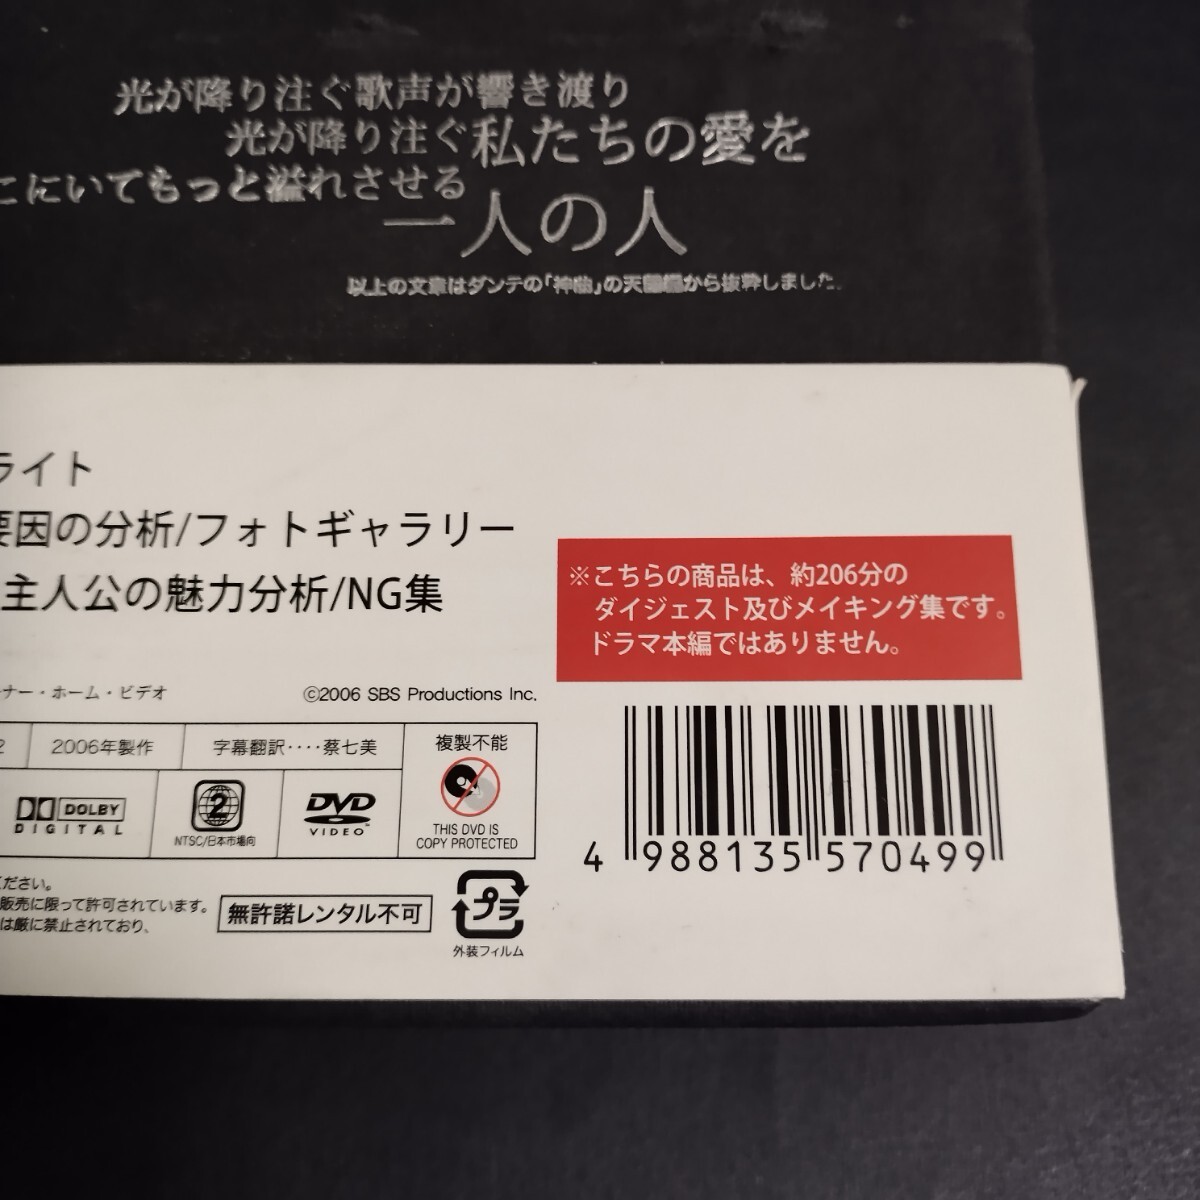 光が降り注ぐ歌声が響き渡り
光が降り注ぐ私たちの愛を
こにいてもっと溢れさせる
一人の人
以上の文章はダンテの「神曲」の天国篇から抜粋しました.
ライト
要因の分析/フォトギャラリー
主人公の魅力分析/NG集
※こちらの商品は、約206分の
ダイジェスト及びメイキング集です。
ドラマ本編ではありません。
ナー・ホーム・ビデオ
©2006 SBS Productions Inc.
2
2006年製作
字幕翻訳‥‥蔡七美
複製不能
DOLBY
DIGITAL
2
NTSC/日本市場向
DVD
VIDEO
THIS DVD IS
COPY PROTECTED
4 988135 570499
ください。
販売に限って許可されています。
は厳に禁止されており、
無許諾レンタル不可
プラ
外装フィルム